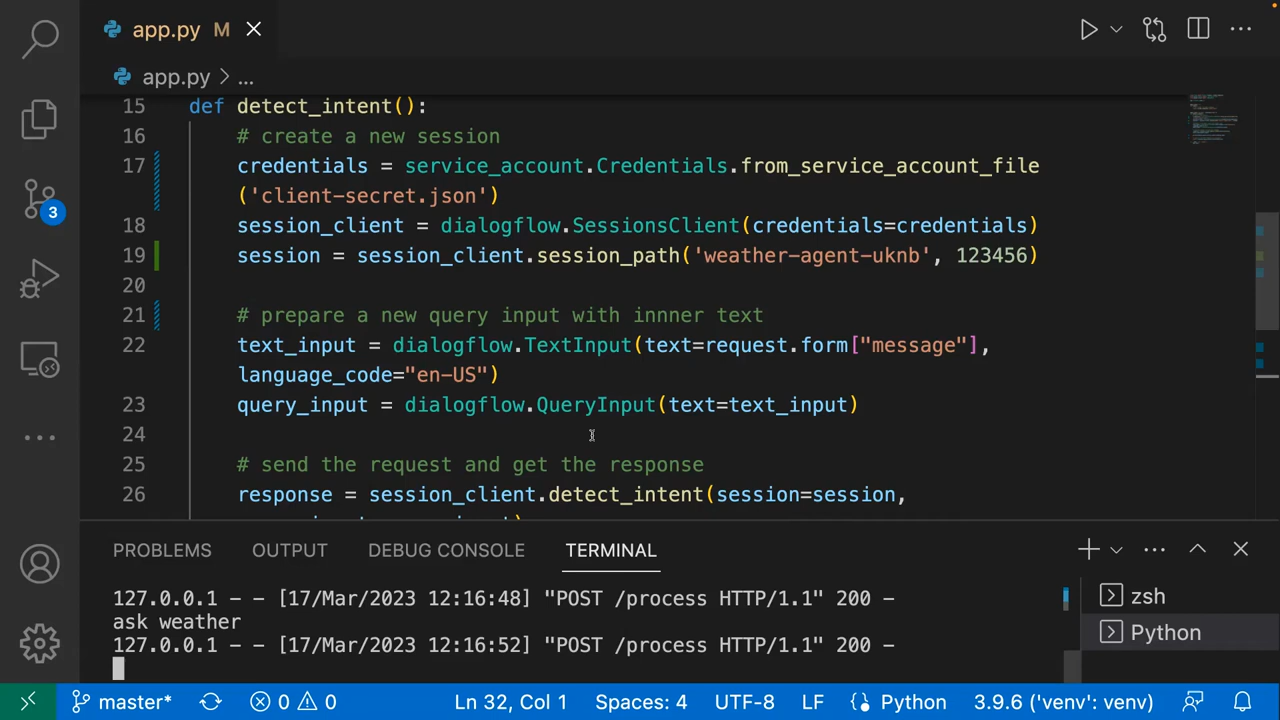 app.py M
app.py > ...
15 def detect_intent():
16 # create a new session
17 credentials = service_account.Credentials.from_service_account_file
('client-secret.json')
18 session_client = dialogflow.SessionsClient(credentials=credentials)
19 session = session_client.session_path('weather-agent-uknb', 123456)
20
21 # prepare a new query input with innner text
22 text_input = dialogflow.TextInput(text=request.form["message"],
language_code="en-US")
23 query_input = dialogflow.QueryInput(text=text_input)
24
25 # send the request and get the response
26 response = session_client.detect_intent(session=session,
3
PROBLEMS OUTPUT DEBUG CONSOLE TERMINAL
127.0.0.1 - - [17/Mar/2023 12:16:48] "POST /process HTTP/1.1" 200 -
ask weather
127.0.0.1 - - [17/Mar/2023 12:16:52] "POST /process HTTP/1.1" 200 -
zsh
Python
master* 0 0 Ln 32, Col 1 Spaces: 4 UTF-8 LF Python 3.9.6 ('venv': venv)